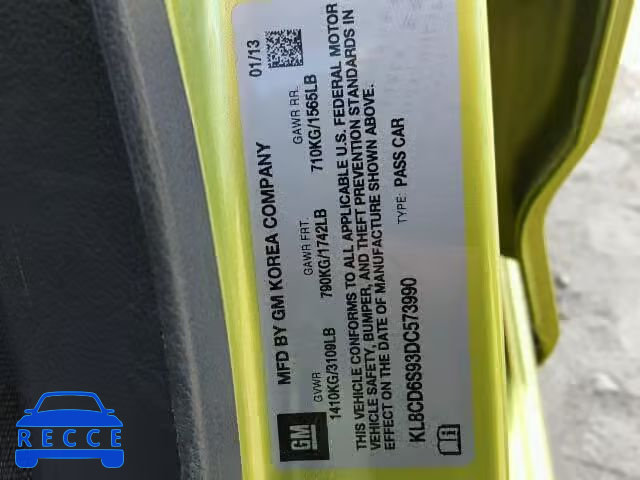 MFD BY GM KOREA COMPANY
01/13
GVWR
GAWR FRT.
GAWR RR.
1410KG/3109LB
790KG/1742LB
710KG/1565LB
THIS VEHICLE CONFORMS TO ALL APPLICABLE U.S. FEDERAL MOTOR
VEHICLE SAFETY, BUMPER, AND THEFT PREVENTION STANDARDS IN
EFFECT ON THE DATE OF MANUFACTURE SHOWN ABOVE.
KL8CD6S93DC573990
TYPE: PASS CAR
GM
RECCE